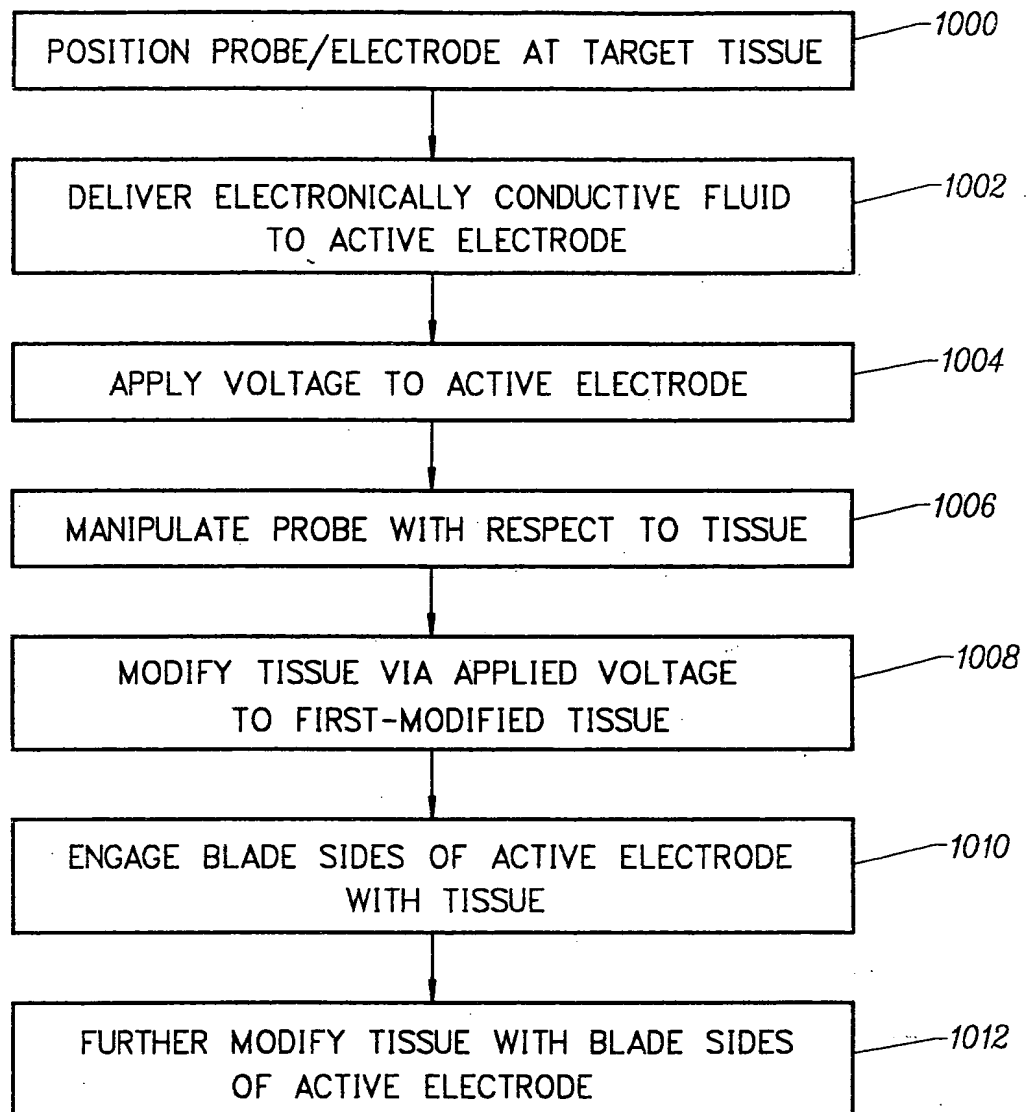 POSITION PROBE/ELECTRODE AT TARGET TISSUE
1000
DELIVER ELECTRONICALLY CONDUCTIVE FLUID
TO ACTIVE ELECTRODE
1002
APPLY VOLTAGE TO ACTIVE ELECTRODE
1004
MANIPULATE PROBE WITH RESPECT TO TISSUE
1006
MODIFY TISSUE VIA APPLIED VOLTAGE
TO FIRST-MODIFIED TISSUE
1008
ENGAGE BLADE SIDES OF ACTIVE ELECTRODE
WITH TISSUE
1010
FURTHER MODIFY TISSUE WITH BLADE SIDES
OF ACTIVE ELECTRODE
1012